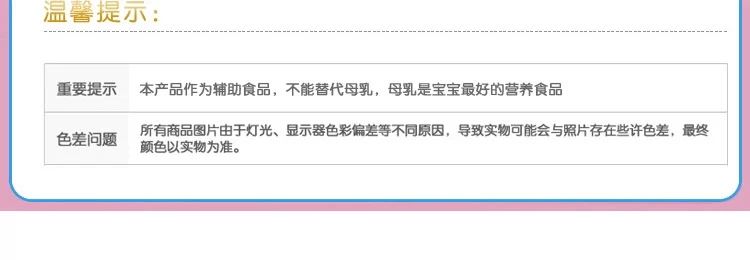 温馨提示：
重要提示
本产品作为辅助食品，不能替代母乳，母乳是宝宝最好的营养食品
色差问题
所有商品图片由于灯光、显示器色彩偏差等不同原因，导致实物可能会与照片存在些许色差，最终
颜色以实物为准。